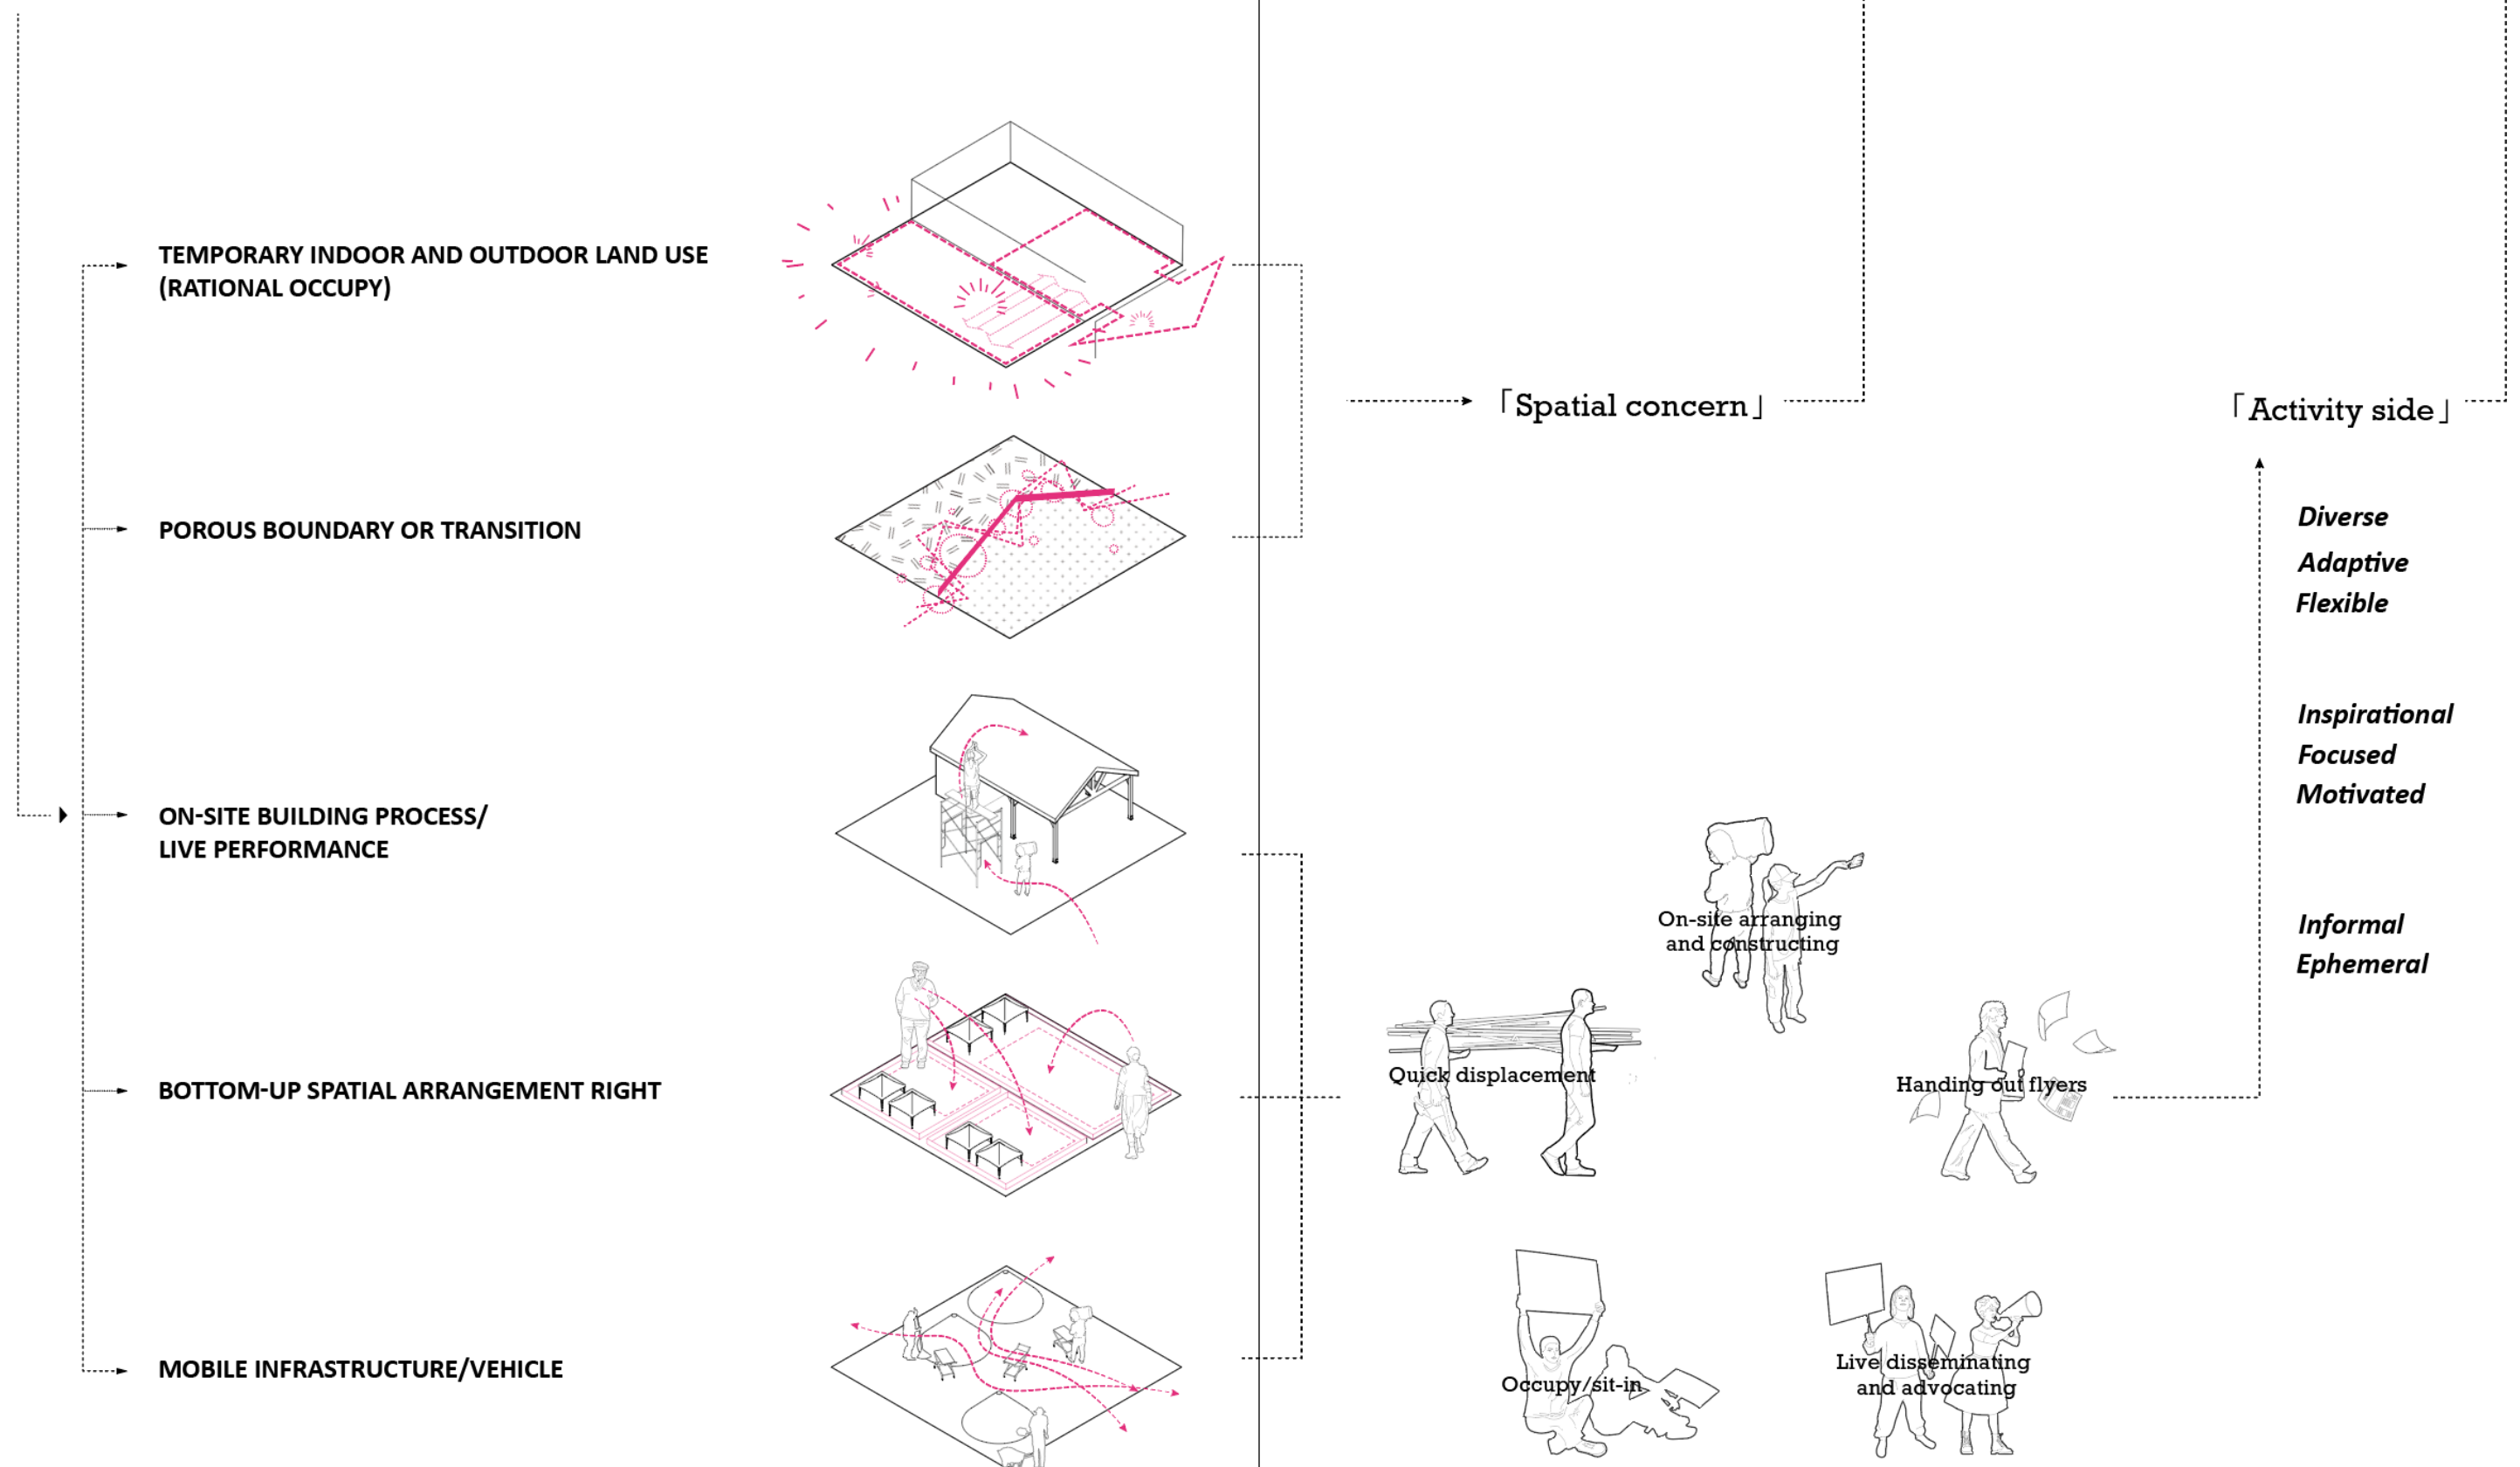 TEMPORARY INDOOR AND OUTDOOR LAND USE
(RATIONAL OCCUPY)
POROUS BOUNDARY OR TRANSITION
ON-SITE BUILDING PROCESS/
LIVE PERFORMANCE
BOTTOM-UP SPATIAL ARRANGEMENT RIGHT
MOBILE INFRASTRUCTURE/VEHICLE
「Spatial concern」
On-site arranging
and constructing
Quick displacement
Handing out flyers
Occupy/sit-in
Live disseminating
and advocating
「Activity side」
Diverse
Adaptive
Flexible
Inspirational
Focused
Motivated
Informal
Ephemeral